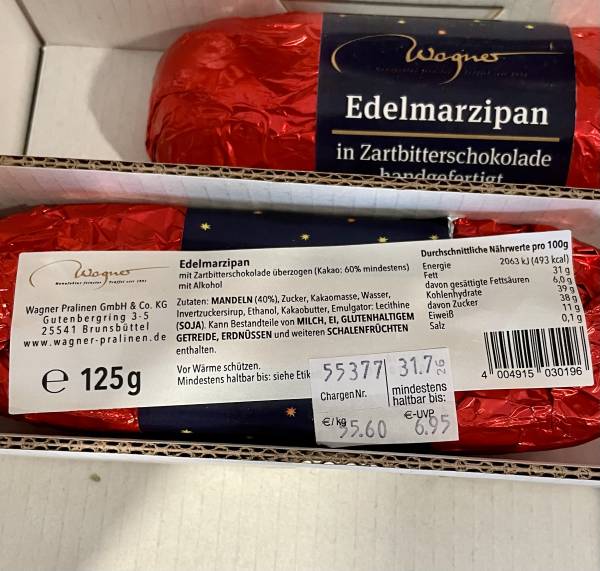 Wagner
Edelmarzipan
in Zartbitterschokolade
handgefertigt
Wagner
Wagner Pralinen GmbH & Co. KG
Gutenbergring 3-5
25541 Brunsbüttel
www.wagner-pralinen.de
e 125g
Edelmarzipan
mit Zartbitterschokolade überzogen (Kakao: 60% mindestens)
mit Alkohol
Zutaten: MANDELN (40%), Zucker, Kakaomasse, Wasser,
Invertzuckersirup, Ethanol, Kakaobutter, Emulgator: Lecithine
(SOJA). Kann Bestandteile von MILCH, EI, GLUTENHALTIGEM
GETREIDE, ERDNÜSSEN und weiteren SCHALENFRÜCHTEN
enthalten.
Vor Wärme schützen.
Mindestens haltbar bis: siehe Etik
Durchschnittliche Nährwerte pro 100g
Energie 2063 kJ (493 kcal)
Fett 31 g
davon gesättigte Fettsäuren 6,0 g
Kohlenhydrate 39 g
davon Zucker 38 g
Eiweiß 11 g
Salz 0,1 g
4 004915 030196
55377 31.7 26
Chargen Nr. mindestens
haltbar bis:
€/kg €-UVP
55.60 6.95